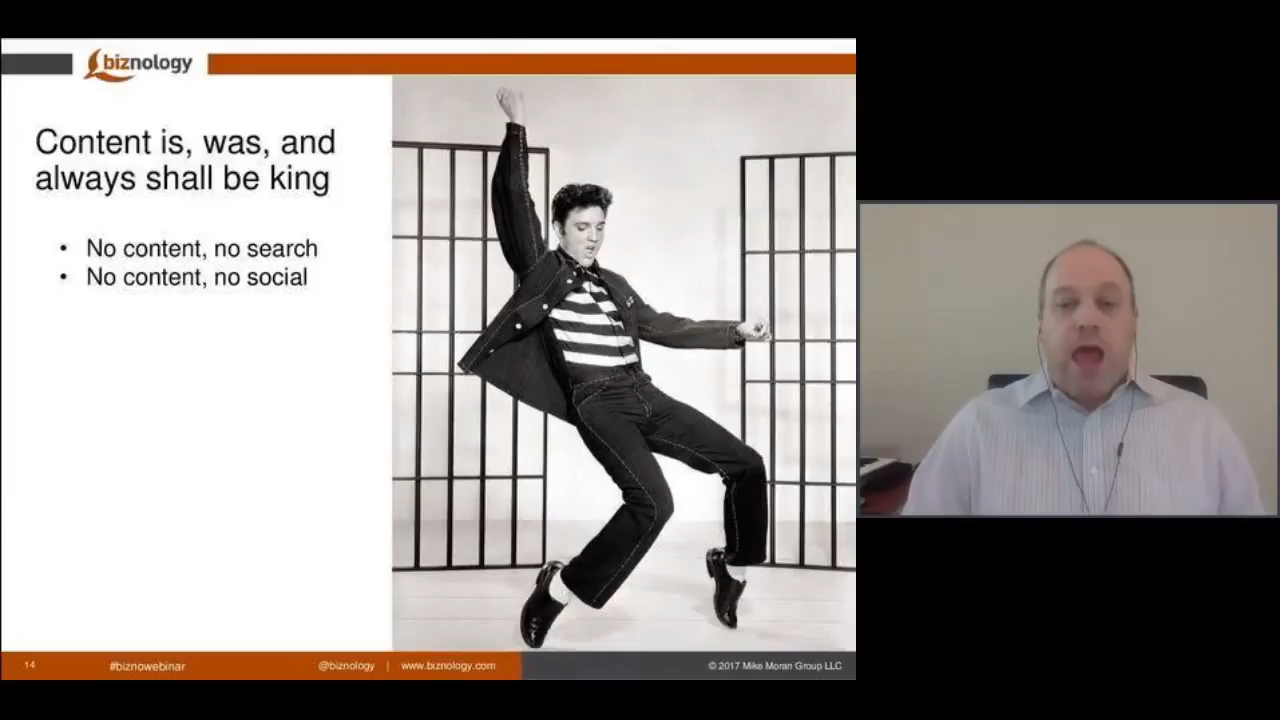 biznology
Content is, was, and
always shall be king
• No content, no search
• No content, no social
14
#biznowebinar
@biznology | www.biznology.com
© 2017 Mike Moran Group LLC